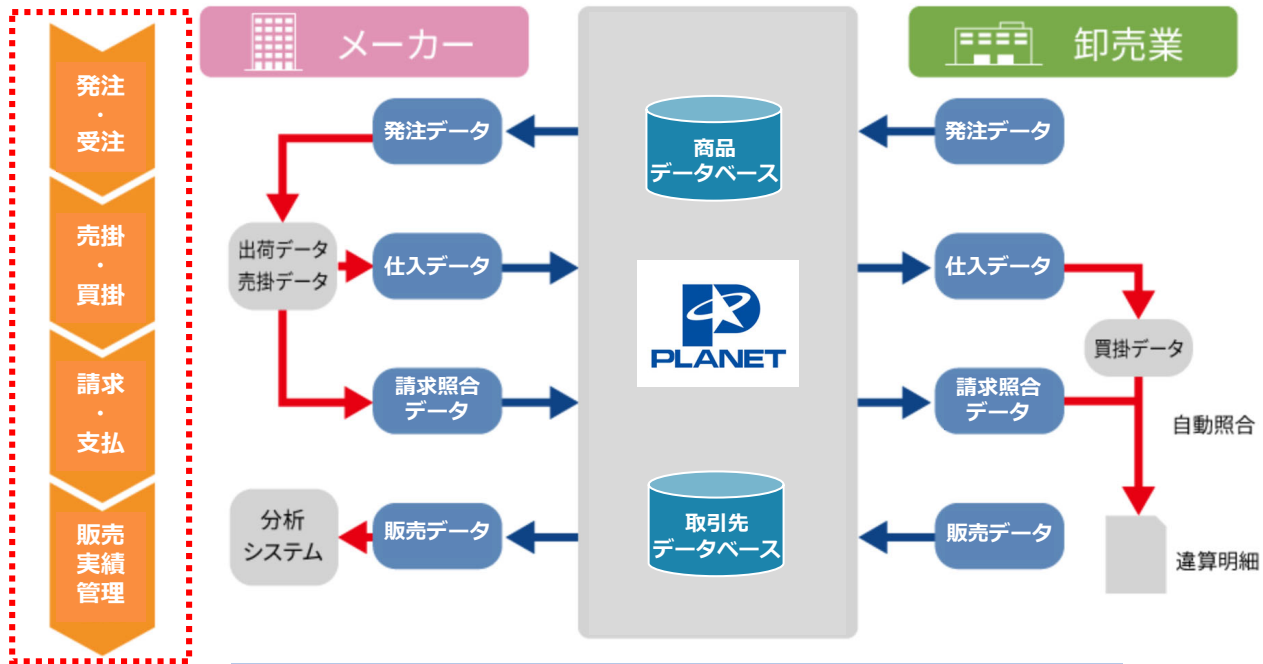 発注
・
受注
売掛
・
買掛
請求
・
支払
販売
実績
管理
メーカー
卸売業
発注データ
商品
データベース
発注データ
出荷データ
売掛データ
仕入データ
PLANET
仕入データ
買掛データ
請求照合
データ
請求照合
データ
自動照合
分析
システム
販売データ
取引先
データベース
販売データ
違算明細